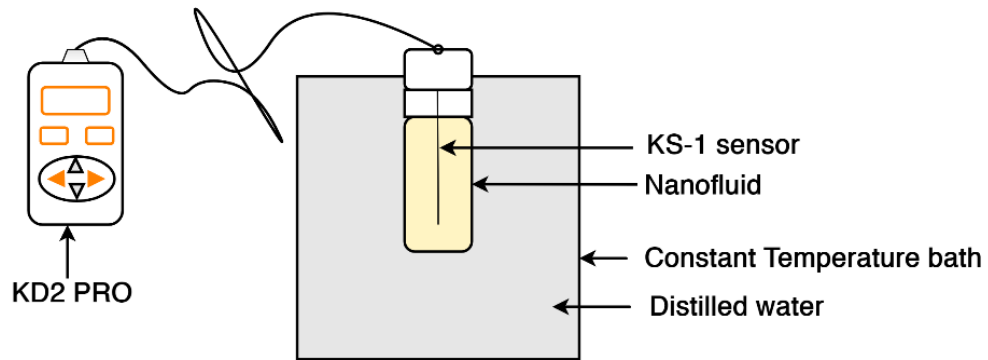 KS-1 sensor
Nanofluid
Constant Temperature bath
Distilled water
KD2 PRO